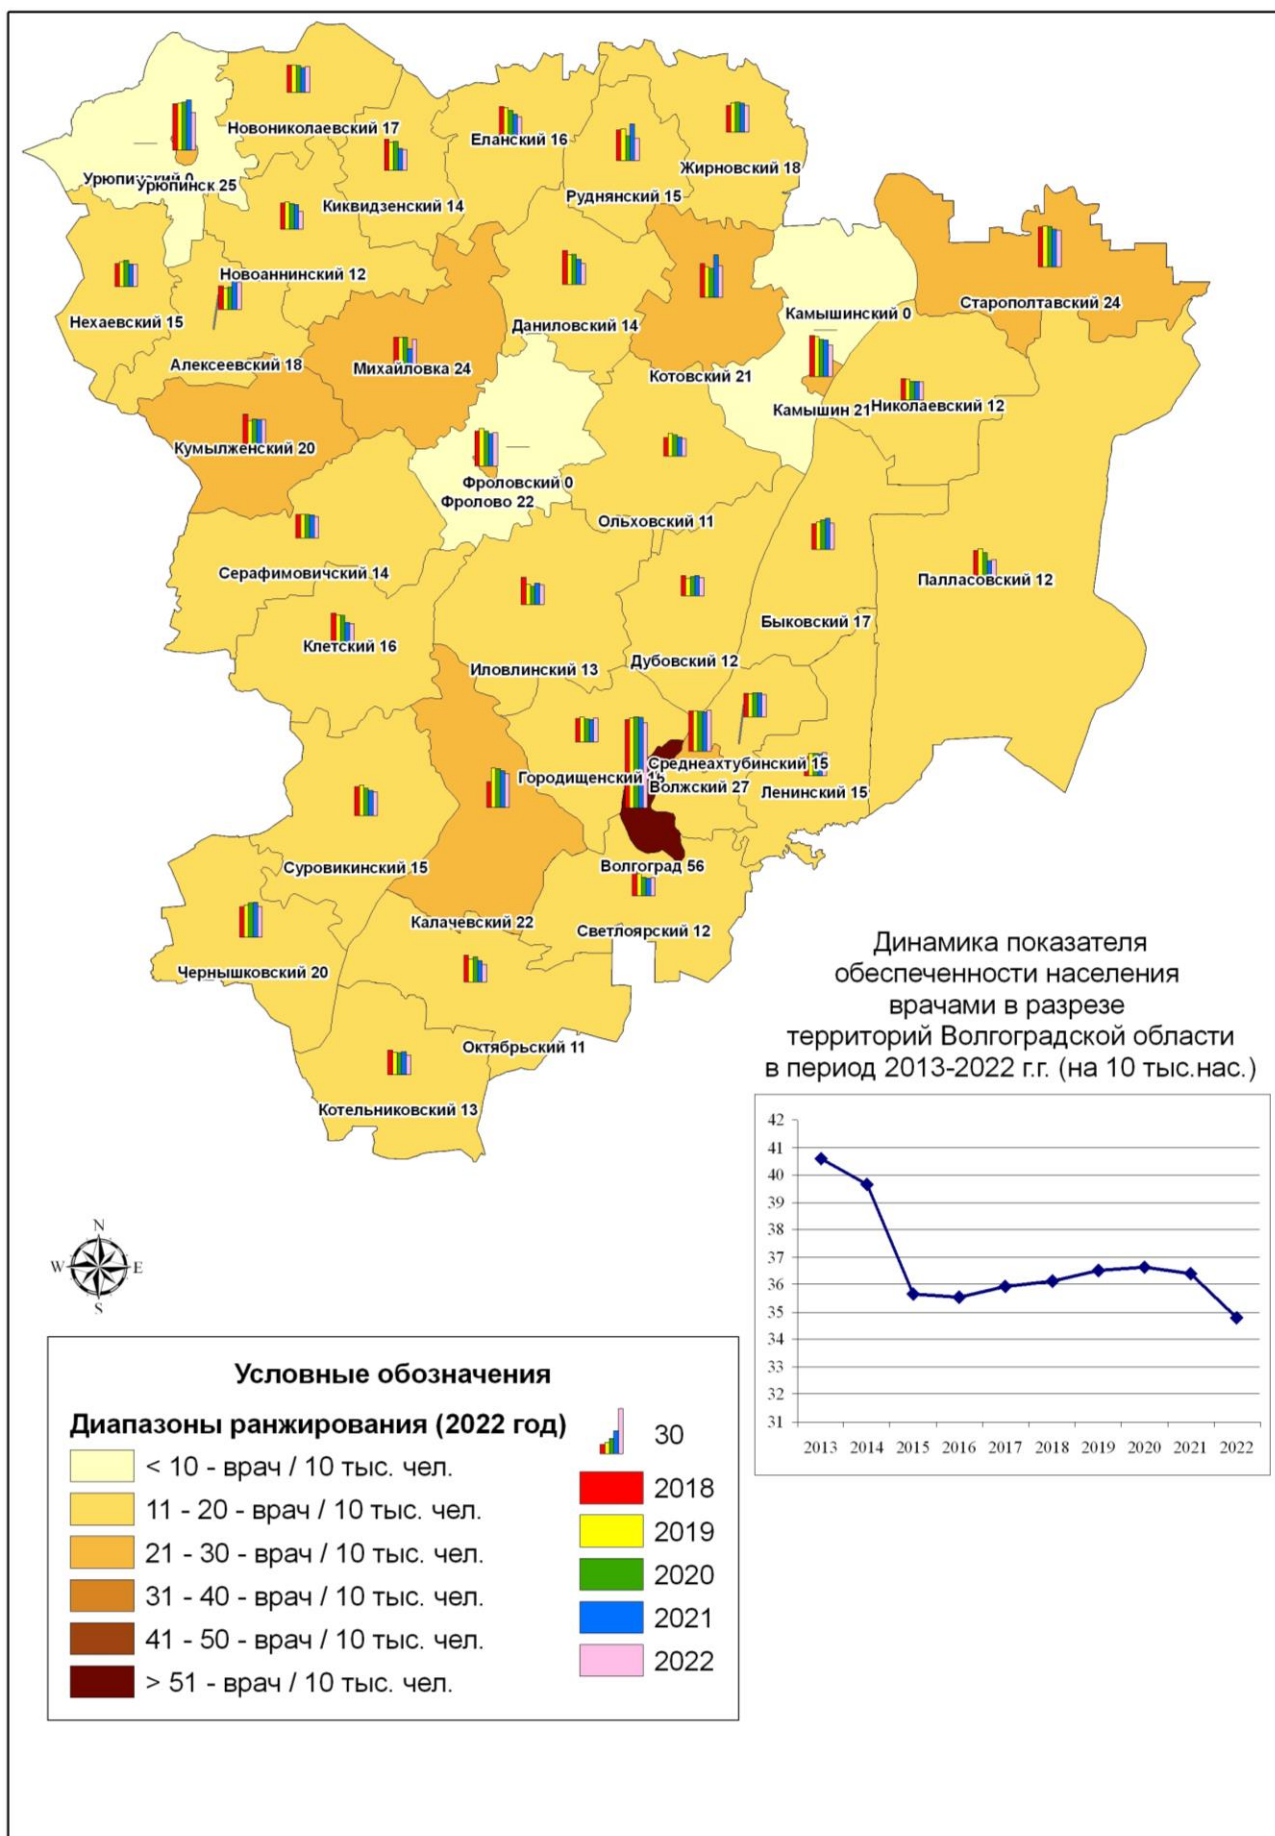 Новониколаевский 17
Еланский 16
Жирновский 18
Урюпинский 0
Урюпинск 25
Киквидзенский 14
Руднянский 15
Новоаннинский 12
Нехаевский 15
Даниловский 14
Камышинский 0
Старополтавский 24
Алексеевский 18
Михайловка 24
Котовский 21
Камышин 21
Николаевский 12
Кумылженский 20
Фроловский 0
Фролово 22
Ольховский 11
Серафимовичский 14
Палласовский 12
Быковский 17
Клетский 16
Иловлинский 13
Дубовский 12
Городищенский
Среднеахтубинский 15
Волжский 27
Ленинский 15
Суровикинский 15
Волгоград 56
Калачевский 22
Светлоярский 12
Чернышковский 20
Октябрьский 11
Котельниковский 13
Динамика показателя
обеспеченности населения
врачами в разрезе
территорий Волгоградской области
в период 2013-2022 г.г. (на 10 тыс.нас.)
42
41
40
39
38
37
36
35
34
33
32
31
2013 2014 2015 2016 2017 2018 2019 2020 2021 2022
N
W E
S
Условные обозначения
Диапазоны ранжирования (2022 год)
< 10 - врач / 10 тыс. чел.
11 - 20 - врач / 10 тыс. чел.
21 - 30 - врач / 10 тыс. чел.
31 - 40 - врач / 10 тыс. чел.
41 - 50 - врач / 10 тыс. чел.
> 51 - врач / 10 тыс. чел.
30
2018
2019
2020
2021
2022